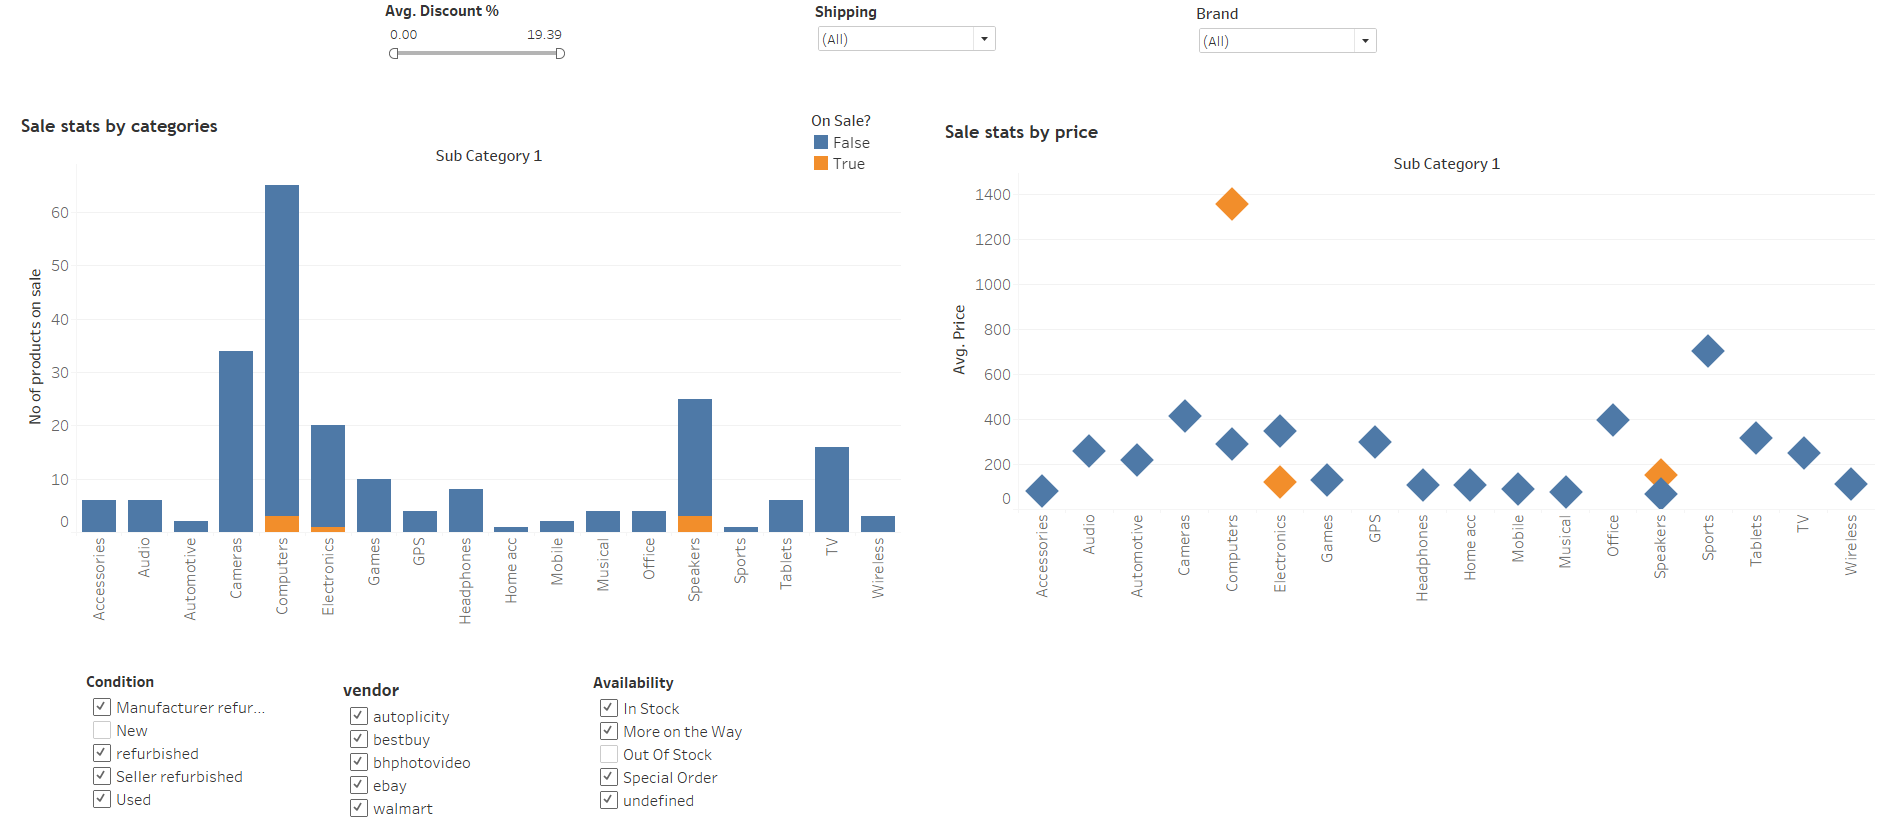 Avg. Discount %
0.00 19.39
Shipping
(All)
Brand
(All)
Sale stats by categories
On Sale?
False
True
Sub Category 1
No of products on sale
60
50
40
30
20
10
0
Accessories
Audio
Automotive
Cameras
Computers
Electronics
Games
GPS
Headphones
Home acc
Mobile
Musical
Office
Speakers
Sports
Tablets
TV
Wireless
Sale stats by price
Sub Category 1
Avg. Price
1400
1200
1000
800
600
400
200
0
Accessories
Audio
Automotive
Cameras
Computers
Electronics
Games
GPS
Headphones
Home acc
Mobile
Musical
Office
Speakers
Sports
Tablets
TV
Wireless
Condition
Manufacturer refur...
New
refurbished
Seller refurbished
Used
vendor
autoplicity
bestbuy
bhphotovideo
ebay
walmart
Availability
In Stock
More on the Way
Out Of Stock
Special Order
undefined